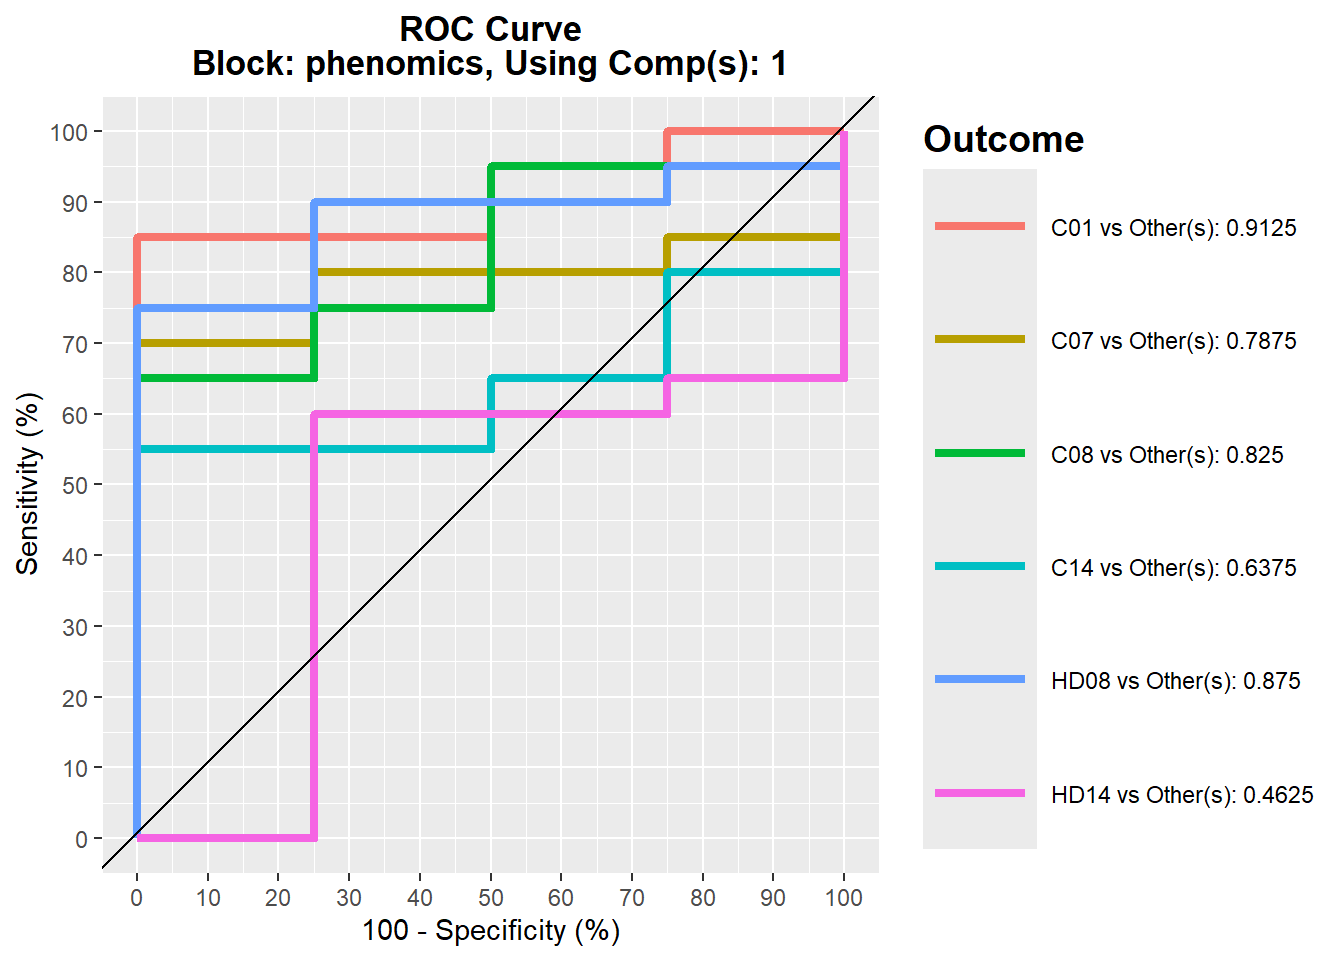 ROC Curve
Block: phenomics, Using Comp(s): 1
100
90
80
70
60
50
40
30
20
10
0
Sensitivity (%)
0 10 20 30 40 50 60 70 80 90 100
100 - Specificity (%)
Outcome
C01 vs Other(s): 0.9125
C07 vs Other(s): 0.7875
C08 vs Other(s): 0.825
C14 vs Other(s): 0.6375
HD08 vs Other(s): 0.875
HD14 vs Other(s): 0.4625